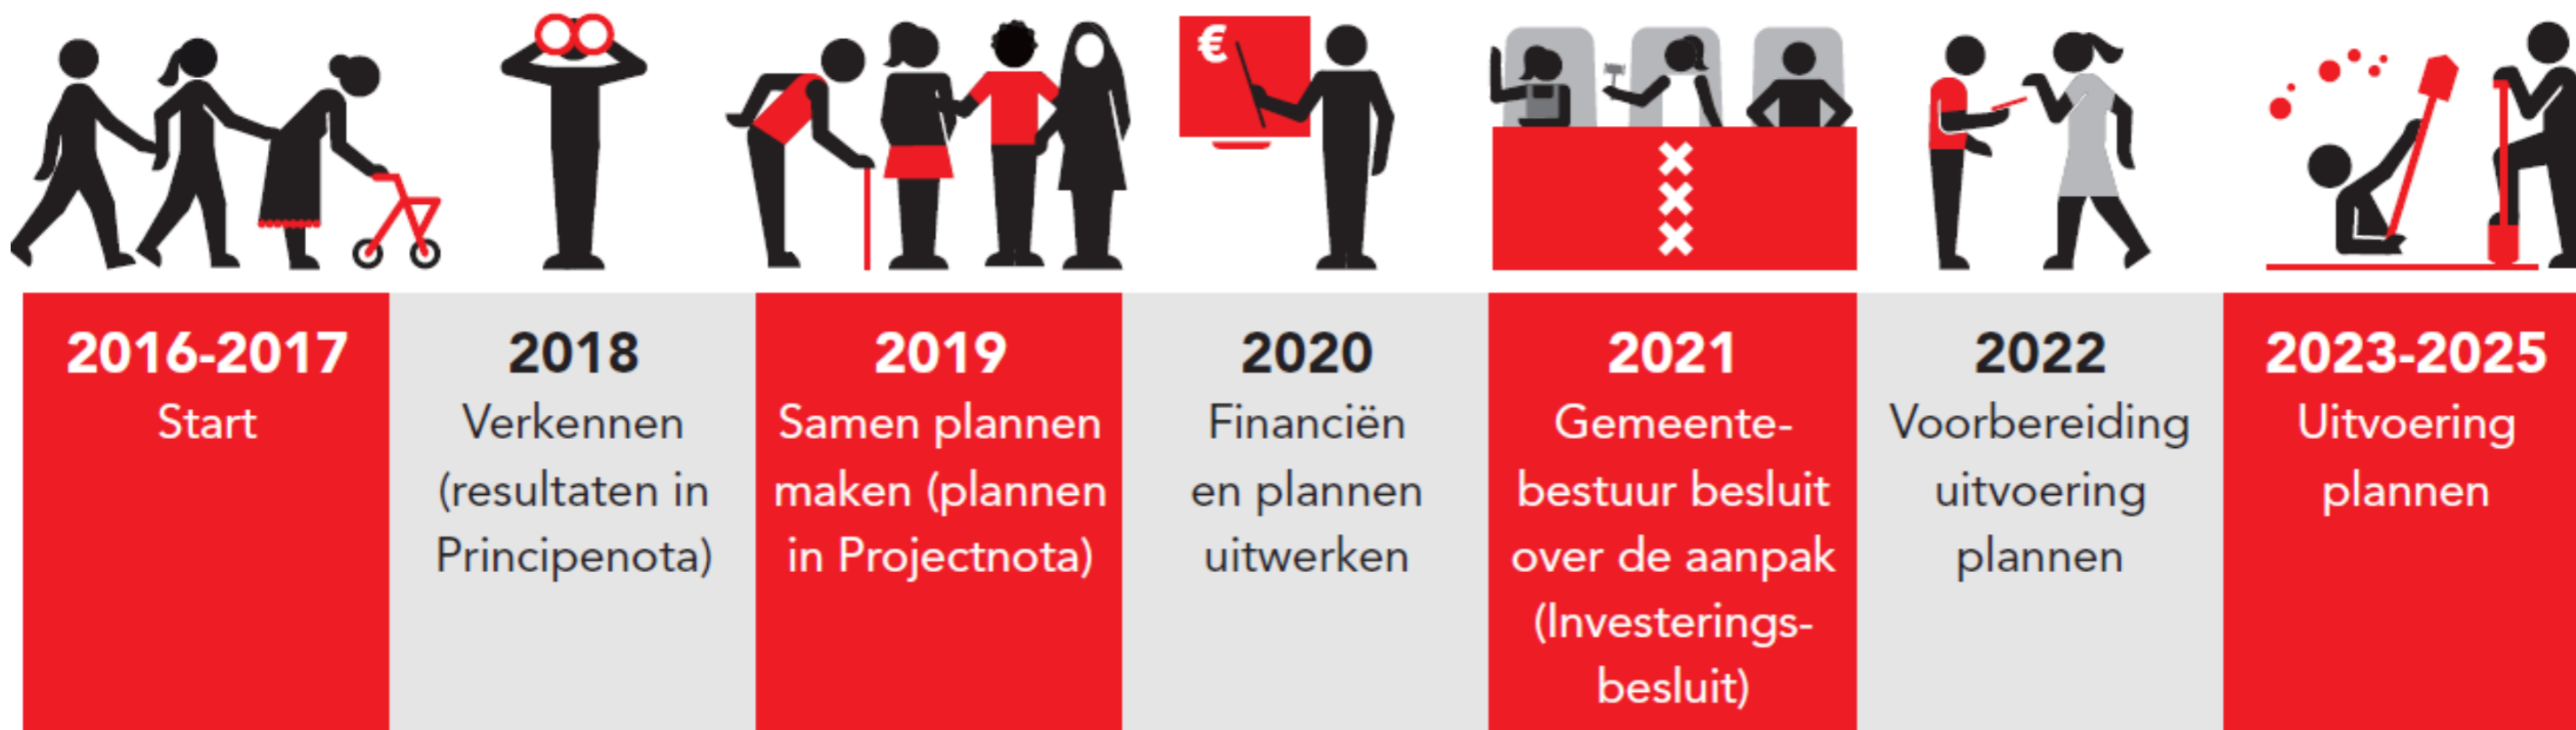 €
2016-2017
Start
2018
Verkennen
(resultaten in
Principenota)
2019
Samen plannen
maken (plannen
in Projectnota)
2020
Financiën
en plannen
uitwerken
2021
Gemeente-
bestuur besluit
over de aanpak
(Investerings-
besluit)
2022
Voorbereiding
uitvoering
plannen
2023-2025
Uitvoering
plannen